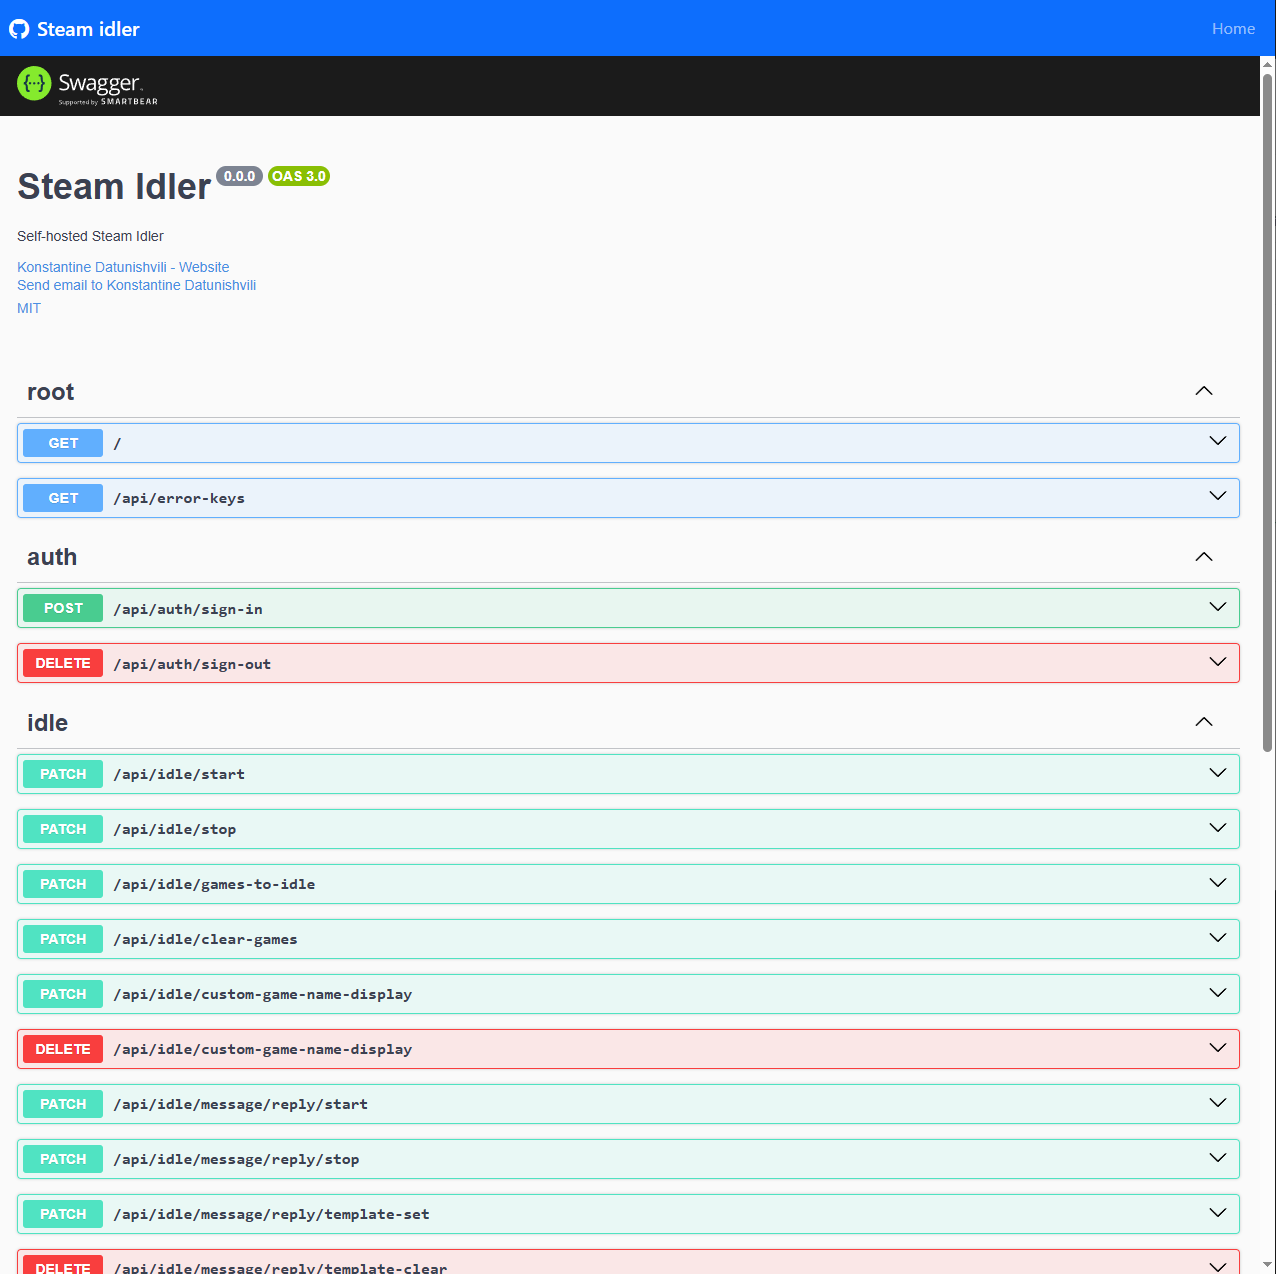 Steam idler
Home
Swagger
Supported by SMARTBEAR
Steam Idler 0.0.0 OAS 3.0
Self-hosted Steam Idler
Konstantine Datunishvili - Website
Send email to Konstantine Datunishvili
MIT
root
GET /
GET /api/error-keys
auth
POST /api/auth/sign-in
DELETE /api/auth/sign-out
idle
PATCH /api/idle/start
PATCH /api/idle/stop
PATCH /api/idle/games-to-idle
PATCH /api/idle/clear-games
PATCH /api/idle/custom-game-name-display
DELETE /api/idle/custom-game-name-display
PATCH /api/idle/message/reply/start
PATCH /api/idle/message/reply/stop
PATCH /api/idle/message/reply/template-set
DELETE /api/idle/message/reply/template-clear